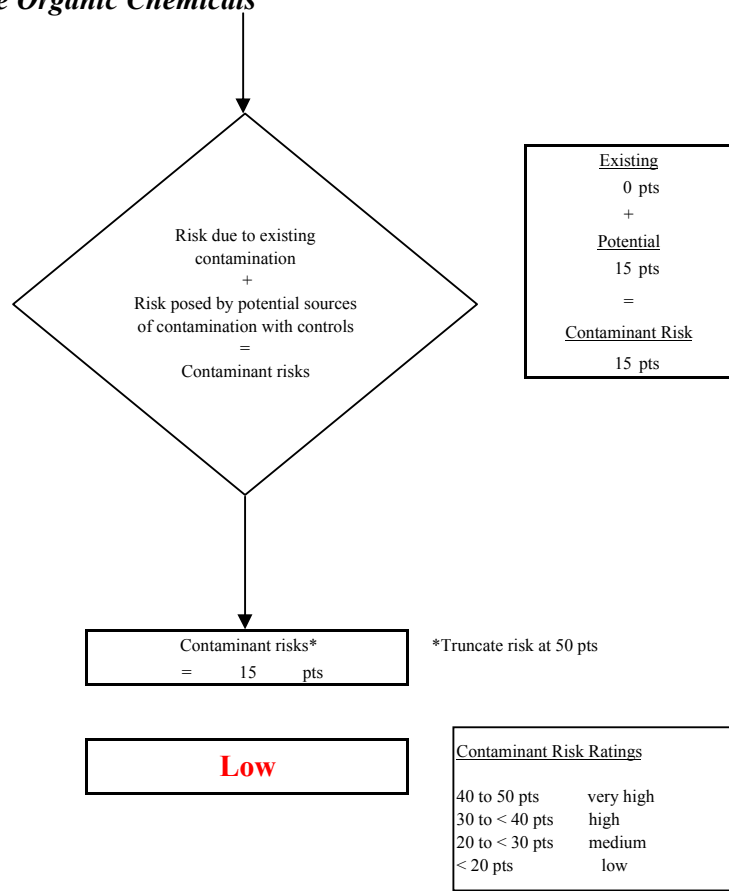 e Organic Chemicals
Risk due to existing
contamination
+
Risk posed by potential sources
of contamination with controls
=
Contaminant risks
Existing
0 pts
+
Potential
15 pts
=
Contaminant Risk
15 pts
Contaminant risks*
= 15 pts
*Truncate risk at 50 pts
Low
Contaminant Risk Ratings
40 to 50 pts very high
30 to < 40 pts high
20 to < 30 pts medium
< 20 pts low